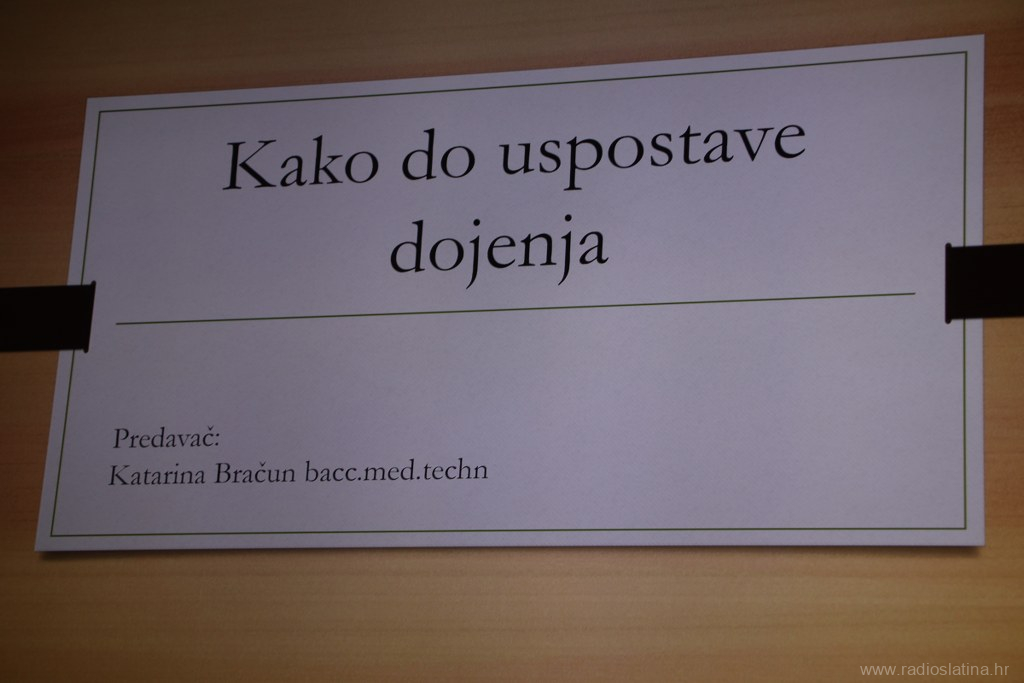 Kako do uspostave
dojenja
Predavač:
Katarina Bračun bacc.med.techn
www.radioslatina.hr